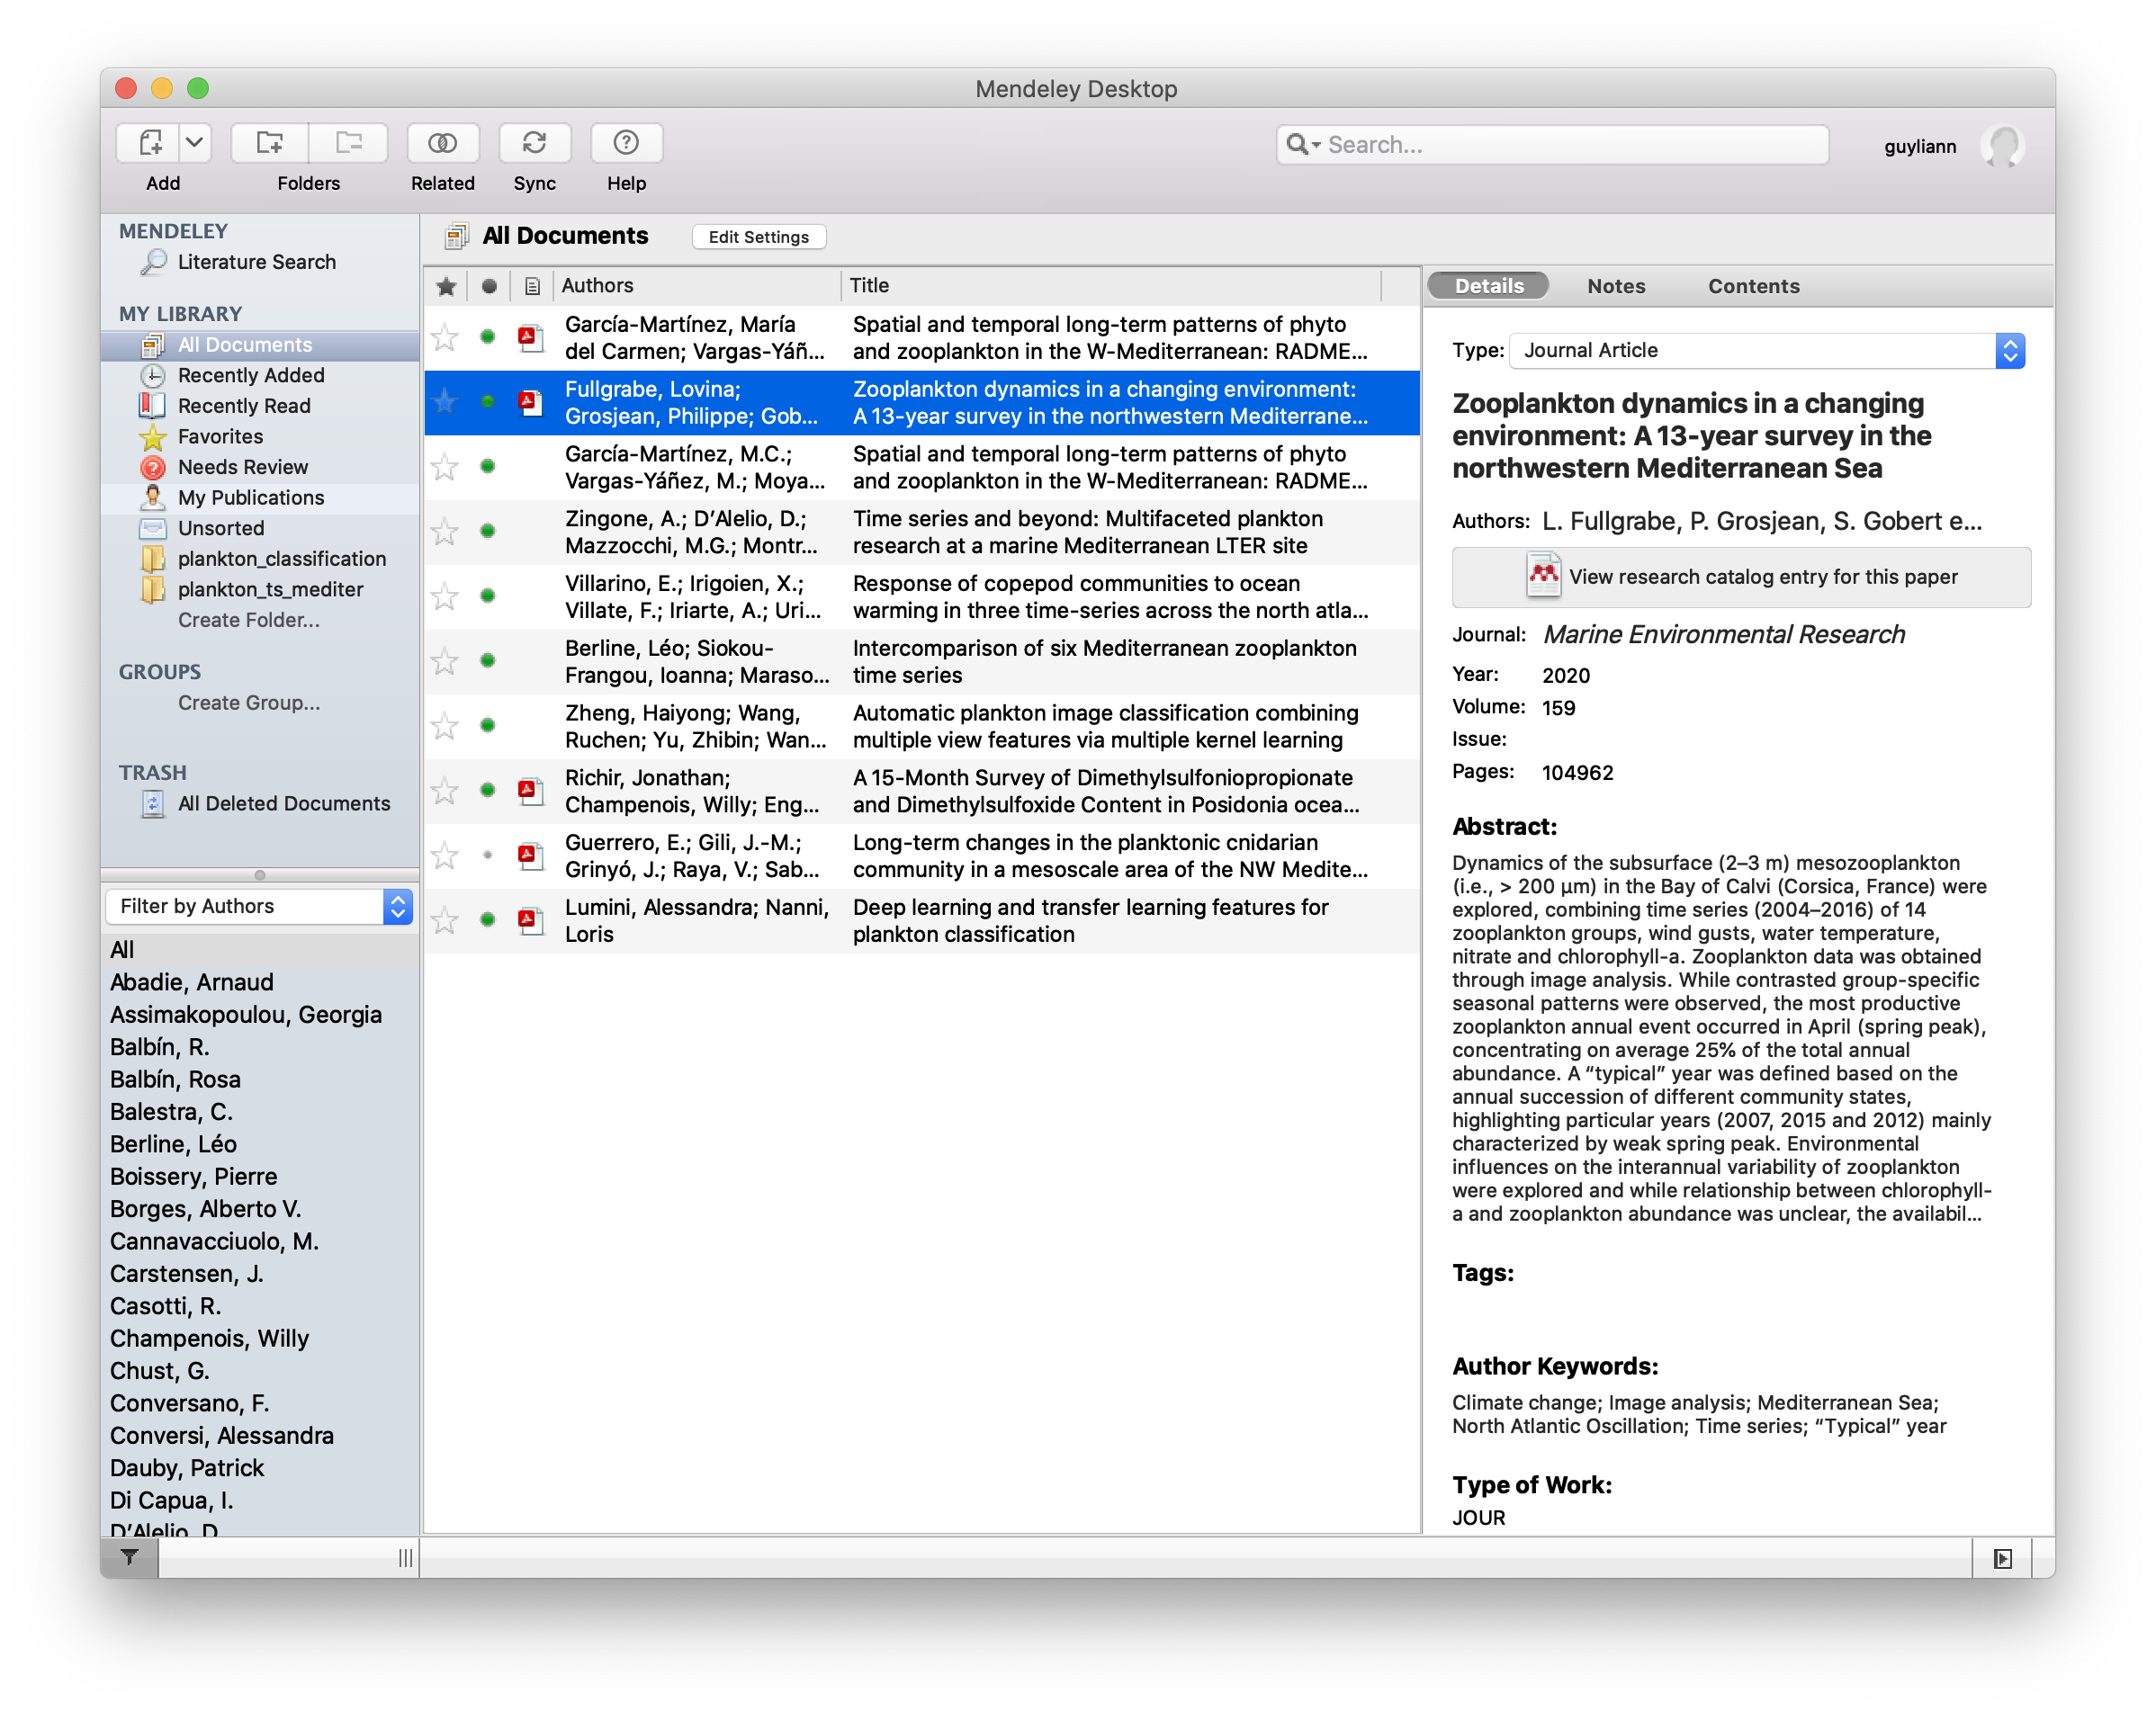 Mendeley Desktop
Search...
guyliann
Add
Folders
Related
Sync
Help
MENDELEY
Literature Search
MY LIBRARY
All Documents
Recently Added
Recently Read
Favorites
Needs Review
My Publications
Unsorted
plankton_classification
plankton_ts_mediter
Create Folder...
GROUPS
Create Group...
TRASH
All Deleted Documents
Filter by Authors
All
Abadie, Arnaud
Assimakopoulou, Georgia
Balbín, R.
Balbín, Rosa
Balestra, C.
Berline, Léo
Boissery, Pierre
Borges, Alberto V.
Cannavacciuolo, M.
Carstensen, J.
Casotti, R.
Champenois, Willy
Chust, G.
Conversano, F.
Conversi, Alessandra
Dauby, Patrick
Di Capua, I.
D’Alelio, D.
All Documents
Edit Settings
Authors
Title
García-Martínez, María
del Carmen; Vargas-Yáñ...
Spatial and temporal long-term patterns of phyto
and zooplankton in the W-Mediterranean: RADME...
Fullgrabe, Lovina;
Grosjean, Philippe; Gob...
Zooplankton dynamics in a changing environment:
A 13-year survey in the northwestern Mediterrane...
García-Martínez, M.C.;
Vargas-Yáñez, M.; Moya...
Spatial and temporal long-term patterns of phyto
and zooplankton in the W-Mediterranean: RADME...
Zingone, A.; D’Alelio, D.;
Mazzocchi, M.G.; Montr...
Time series and beyond: Multifaceted plankton
research at a marine Mediterranean LTER site
Villarino, E.; Irigoien, X.;
Villate, F.; Iriarte, A.; Uri...
Response of copepod communities to ocean
warming in three time-series across the north atla...
Berline, Léo; Siokou-
Frangou, Ioanna; Maraso...
Intercomparison of six Mediterranean zooplankton
time series
Zheng, Haiyong; Wang,
Ruchen; Yu, Zhibin; Wan...
Automatic plankton image classification combining
multiple view features via multiple kernel learning
Richir, Jonathan;
Champenois, Willy; Eng...
A 15-Month Survey of Dimethylsulfoniopropionate
and Dimethylsulfoxide Content in Posidonia ocea...
Guerrero, E.; Gili, J.-M.;
Grinyó, J.; Raya, V.; Sab...
Long-term changes in the planktonic cnidarian
community in a mesoscale area of the NW Medite...
Lumini, Alessandra; Nanni,
Loris
Deep learning and transfer learning features for
plankton classification
Details
Notes
Contents
Type: Journal Article
Zooplankton dynamics in a changing
environment: A 13-year survey in the
northwestern Mediterranean Sea
Authors: L. Fullgrabe, P. Grosjean, S. Gobert e...
View research catalog entry for this paper
Journal: Marine Environmental Research
Year: 2020
Volume: 159
Issue:
Pages: 104962
Abstract:
Dynamics of the subsurface (2–3 m) mesozooplankton
(i.e., > 200 μm) in the Bay of Calvi (Corsica, France) were
explored, combining time series (2004–2016) of 14
zooplankton groups, wind gusts, water temperature,
nitrate and chlorophyll-a. Zooplankton data was obtained
through image analysis. While contrasted group-specific
seasonal patterns were observed, the most productive
zooplankton annual event occurred in April (spring peak),
concentrating on average 25% of the total annual
abundance. A “typical” year was defined based on the
annual succession of different community states,
highlighting particular years (2007, 2015 and 2012) mainly
characterized by weak spring peak. Environmental
influences on the interannual variability of zooplankton
were explored and while relationship between chlorophyll-
a and zooplankton abundance was unclear, the availabil...
Tags:
Author Keywords:
Climate change; Image analysis; Mediterranean Sea;
North Atlantic Oscillation; Time series; “Typical” year
Type of Work:
JOUR